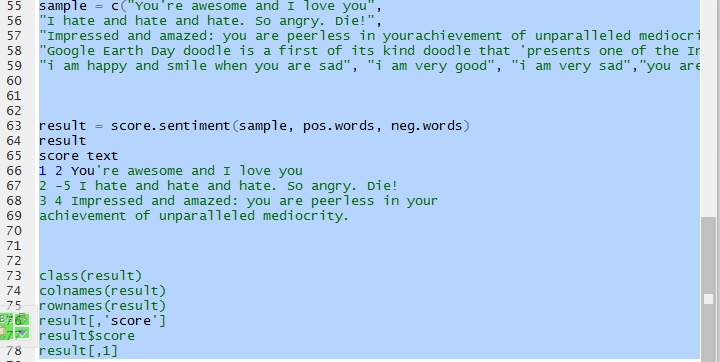 55 sample = c("You're awesome and I love you",
56 "I hate and hate and hate. So angry. Die!",
57 "Impressed and amazed: you are peerless in yourachievement of unparalleled mediocri
58 "Google Earth Day doodle is a first of its kind doodle that 'presents one of the Ir
59 "i am happy and smile when you are sad", "i am very good", "i am very sad","you are
60
61
62
63 result = score.sentiment(sample, pos.words, neg.words)
64 result
65 score text
66 1 2 You're awesome and I love you
67 2 -5 I hate and hate and hate. So angry. Die!
68 3 4 Impressed and amazed: you are peerless in your
69 achievement of unparalleled mediocrity.
70
71
72
73 class(result)
74 colnames(result)
75 rownames(result)
76 result[,'score']
77 result$score
78 result[,1]